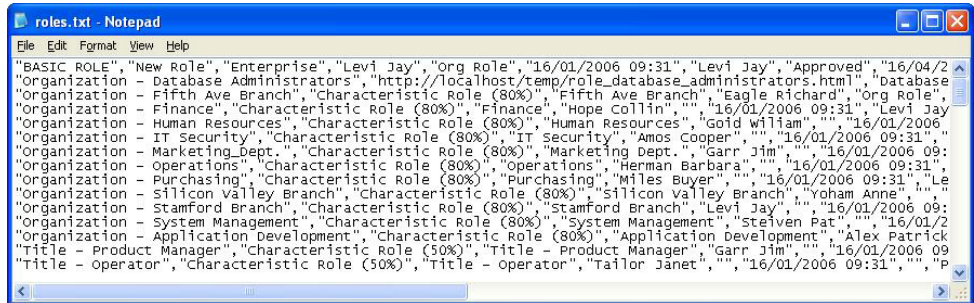 roles.txt - Notepad
File Edit Format View Help
"BASIC ROLE","New Role","Enterprise","Levi Jay","Org Role","16/01/2006 09:31","Levi Jay","Approved","16/04/2
"Organization - Database Administrators","http://localhost/temp/role_database_administrators.html","Database
"Organization - Fifth Ave Branch","Characteristic Role (80%)","Fifth Ave Branch","Eagle Richard","Org Role",
"Organization - Finance","Characteristic Role (80%)","Finance","Hope Collin","","16/01/2006 09:31","Levi Jay
"Organization - Human Resources","Characteristic Role (80%)","Human Resources","Goid Wiliam","","16/01/2006
"Organization - IT Security","Characteristic Role (80%)","IT Security","Amos Cooper","","16/01/2006 09:31","
"Organization - Marketing_Dept.","Characteristic Role (80%)","Marketing Dept.","Garr Jim","","16/01/2006 09:
"Organization - Operations","Characteristic Role (80%)","Operations","Herman Barbara","","16/01/2006 09:31",
"Organization - Purchasing","Characteristic Role (80%)","Purchasing","Miles Buyer","","16/01/2006 09:31","Le
"Organization - Silicon Valley Branch","Characteristic Role (80%)","Silicon Valley Branch","Yoham Anne","","
"Organization - Stamford Branch","Characteristic Role (80%)","Stamford Branch","Levi Jay","","16/01/2006 09:
"Organization - System Management","Characteristic Role (80%)","System Management","Steiven Pat","","16/01/2
"Organization - Application Development","Characteristic Role (80%)","Application Development","Alex Patrick
"Title - Product Manager","Characteristic Role (50%)","Title - Product Manager","Garr Jim","","16/01/2006 09
"Title - Operator","Characteristic Role (50%)","Title - Operator","Tailor Janet","","16/01/2006 09:31","","P